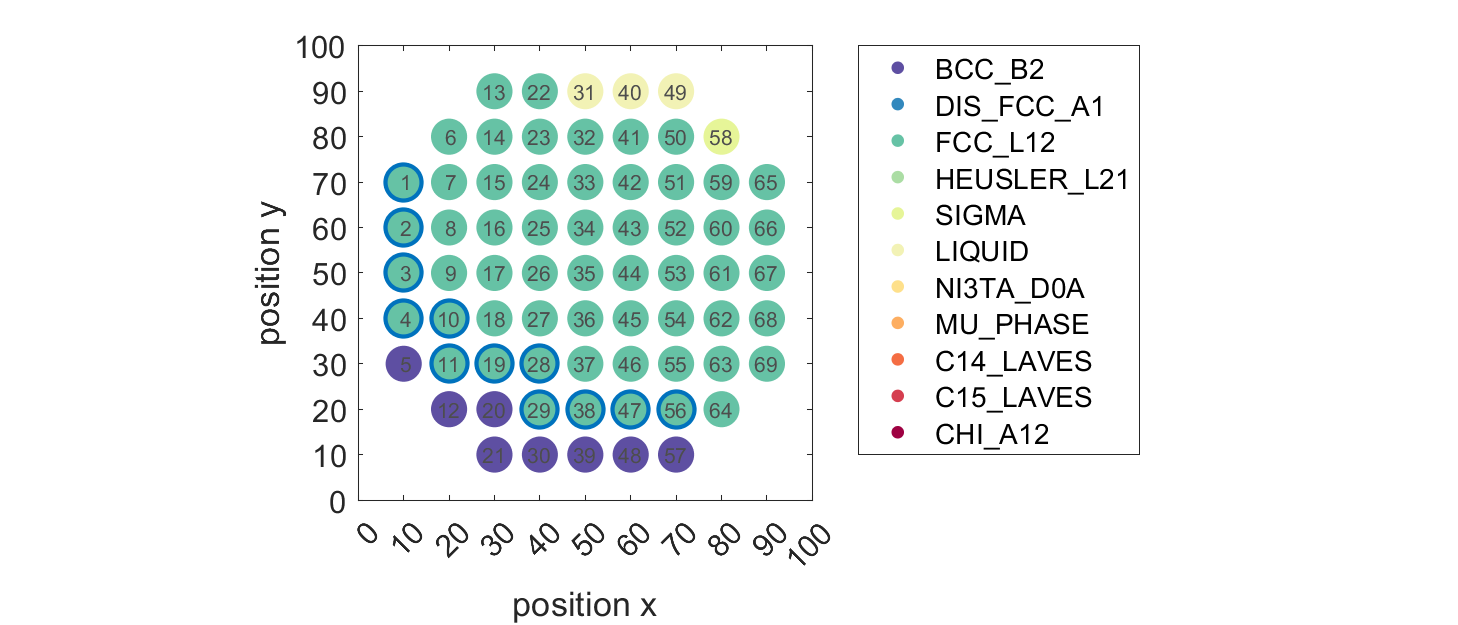 100
90
80
70
60
50
40
30
20
10
0
position y
13 22 31 40 49
6 14 23 32 41 50 58
1 7 15 24 33 42 51 59 65
2 8 16 25 34 43 52 60 66
3 9 17 26 35 44 53 61 67
4 10 18 27 36 45 54 62 68
5 11 19 28 37 46 55 63 69
12 20 29 38 47 56 64
21 30 39 48 57
0 10 20 30 40 50 60 70 80 90 100
position x
BCC_B2
DIS_FCC_A1
FCC_L12
HEUSLER_L21
SIGMA
LIQUID
NI3TA_D0A
MU_PHASE
C14_LAVES
C15_LAVES
CHI_A12